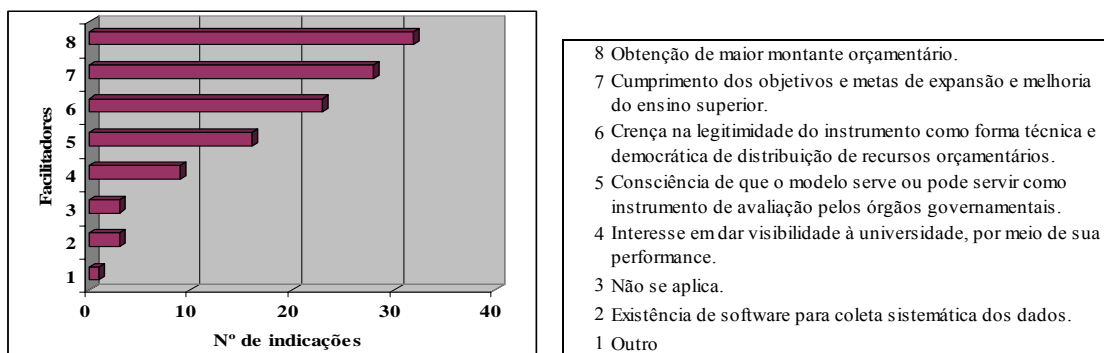 Facilitadores
8
7
6
5
4
3
2
1
0 10 20 30 40
Nº de indicações
8 Obtenção de maior montante orçamentário.
7 Cumprimento dos objetivos e metas de expansão e melhoria
do ensino superior.
6 Crença na legitimidade do instrumento como forma técnica e
democrática de distribuição de recursos orçamentários.
5 Consciência de que o modelo serve ou pode servir como
instrumento de avaliação pelos órgãos governamentais.
4 Interesse em dar visibilidade à universidade, por meio de sua
performance.
3 Não se aplica.
2 Existência de software para coleta sistemática dos dados.
1 Outro